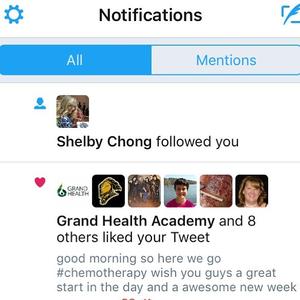 Notifications
All
Mentions
Shelby Chong followed you
GRAND
HEALTH
Grand Health Academy and 8
others liked your Tweet
good morning so here we go
#chemotherapy wish you guys a great
start in the day and a awesome new week